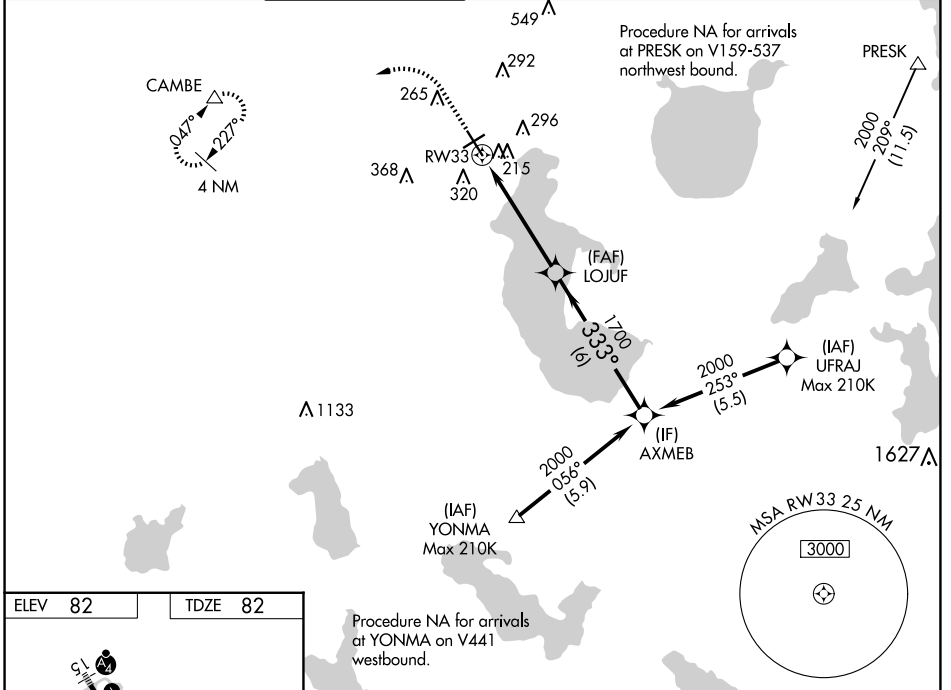 549
Procedure NA for arrivals
at PRESK on V159-537
northwest bound.
PRESK
292
CAMBE
265
047°
227°
296
2000
209°
(11.5)
RW33
215
4 NM
368
320
(FAF)
LOJUF
1700
333°
(6)
2000
253°
(5.5)
(IAF)
UFRAJ
Max 210K
1133
(IF)
AXMEB
1627
2000
056°
(5.9)
(IAF)
YONMA
Max 210K
MSA RW33 25 NM
3000
ELEV 82
TDZE 82
Procedure NA for arrivals
at YONMA on V441
westbound.
15
A4